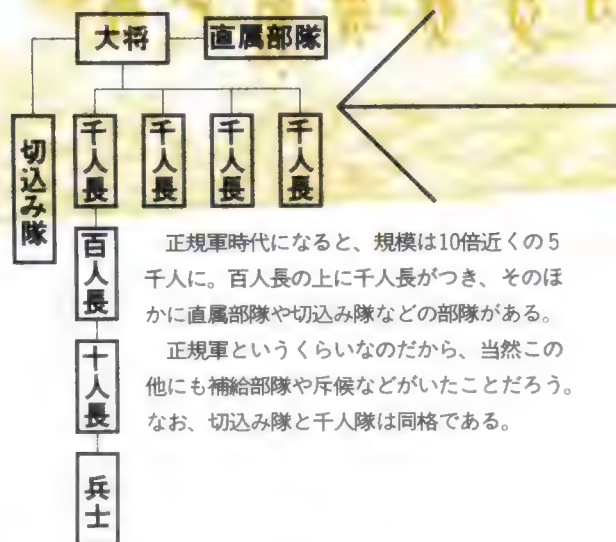 大将
直属部隊
切込み隊
千人長
千人長
千人長
千人長
百人長
十人長
兵士
正規軍時代になると、規模は10倍近くの5
千人に。百人長の上に千人長がつき、そのほ
かに直属部隊や切込み隊などの部隊がある。
正規軍というくらいなのだから、当然この
他にも補給部隊や斥候などがいたことだろう。
なお、切込み隊と千人隊は同格である。